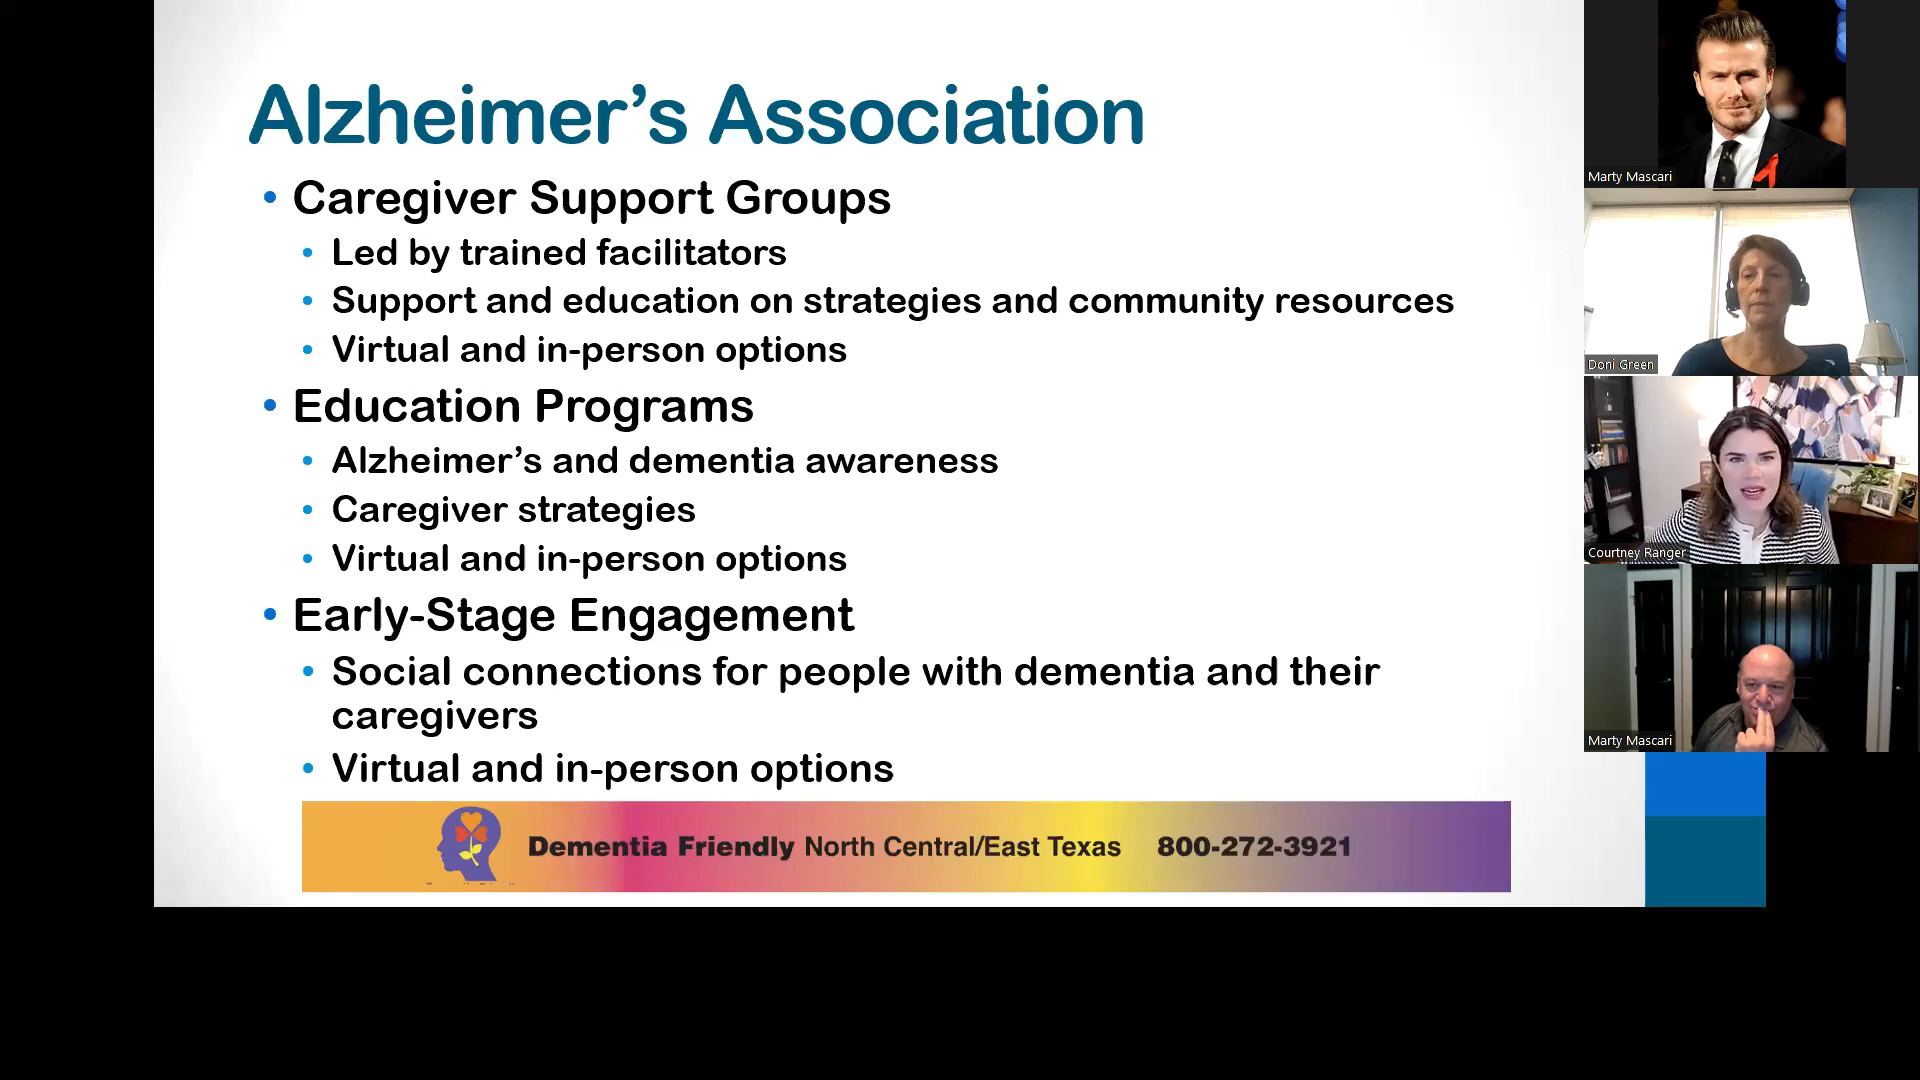 Alzheimer’s Association
• Caregiver Support Groups
• Led by trained facilitators
• Support and education on strategies and community resources
• Virtual and in-person options
• Education Programs
• Alzheimer’s and dementia awareness
• Caregiver strategies
• Virtual and in-person options
• Early-Stage Engagement
• Social connections for people with dementia and their
caregivers
• Virtual and in-person options
Dementia Friendly North Central/East Texas 800-272-3921
Marty Mascari
Doni Green
Courtney Ranger
Marty Mascari